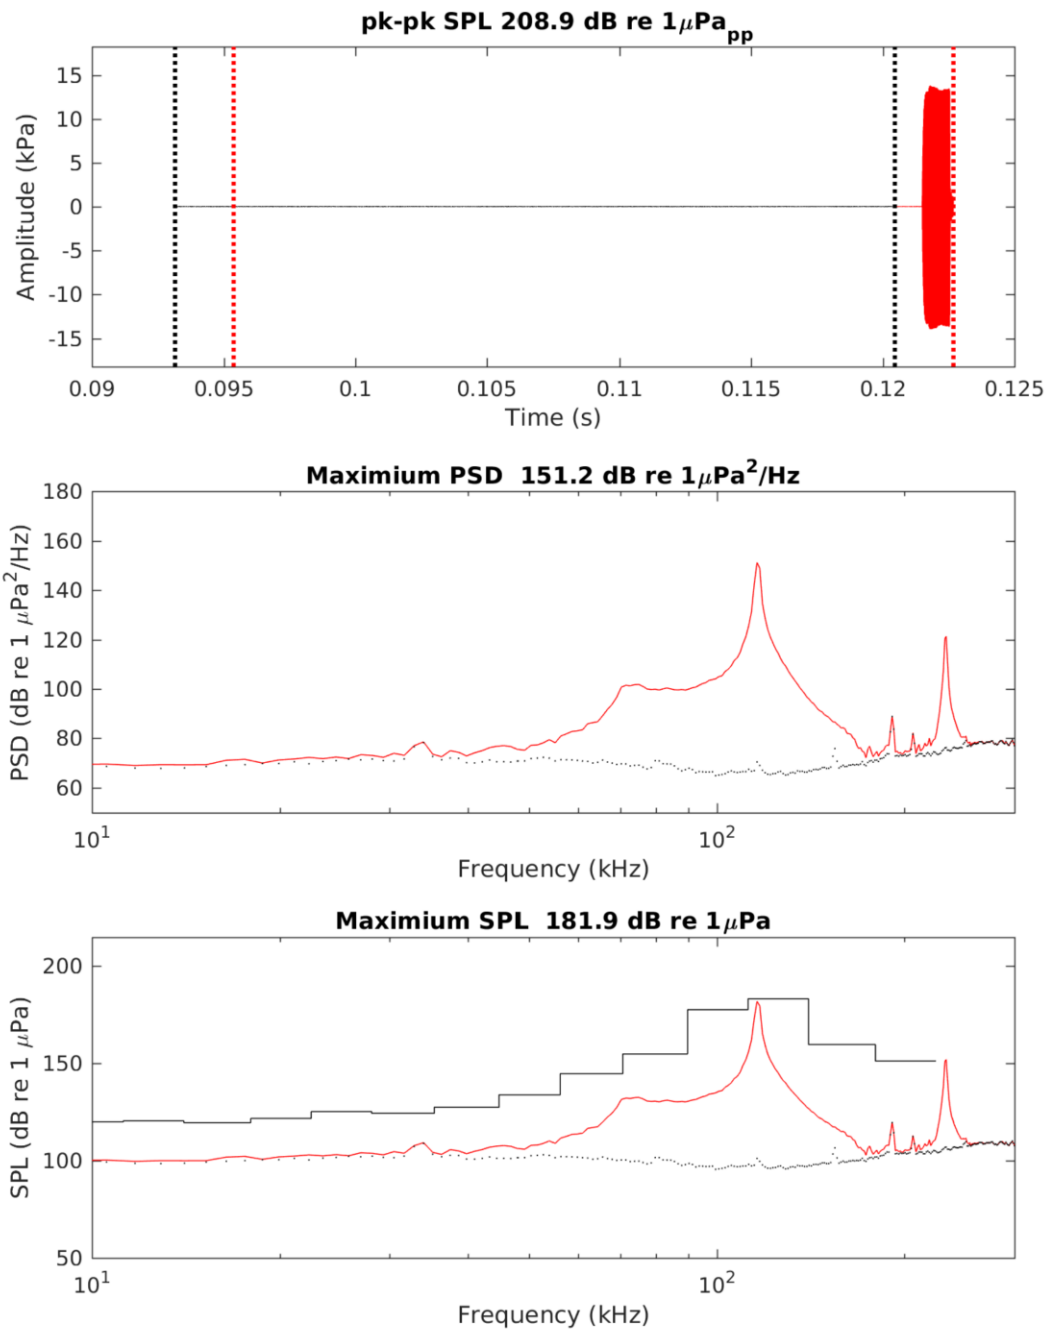 pk-pk SPL 208.9 dB re 1μPa_pp
Amplitude (kPa)
15
10
5
0
-5
-10
-15
0.09 0.095 0.1 0.105 0.11 0.115 0.12 0.125
Time (s)
Maximium PSD 151.2 dB re 1μPa²/Hz
PSD (dB re 1 μPa²/Hz)
180
160
140
120
100
80
60
10¹ 10²
Frequency (kHz)
Maximium SPL 181.9 dB re 1μPa
SPL (dB re 1 μPa)
200
150
100
50
10¹ 10²
Frequency (kHz)